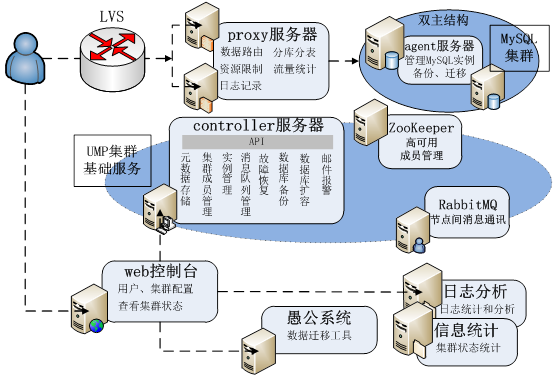 LVS
proxy服务器
数据路由 分库分表
资源限制 流量统计
日志记录
双主结构
agent服务器
管理MySQL实例
备份、迁移
MySQL
集群
controller服务器
API
元数据存储
集群成员管理
实例管理
消息队列管理
故障恢复
数据库备份
数据库扩容
邮件报警
UMP集群
基础服务
ZooKeeper
高可用
成员管理
RabbitMQ
节点间消息通讯
web控制台
用户、集群配置
查看集群状态
愚公系统
数据迁移工具
日志分析
日志统计和分析
信息统计
集群状态统计